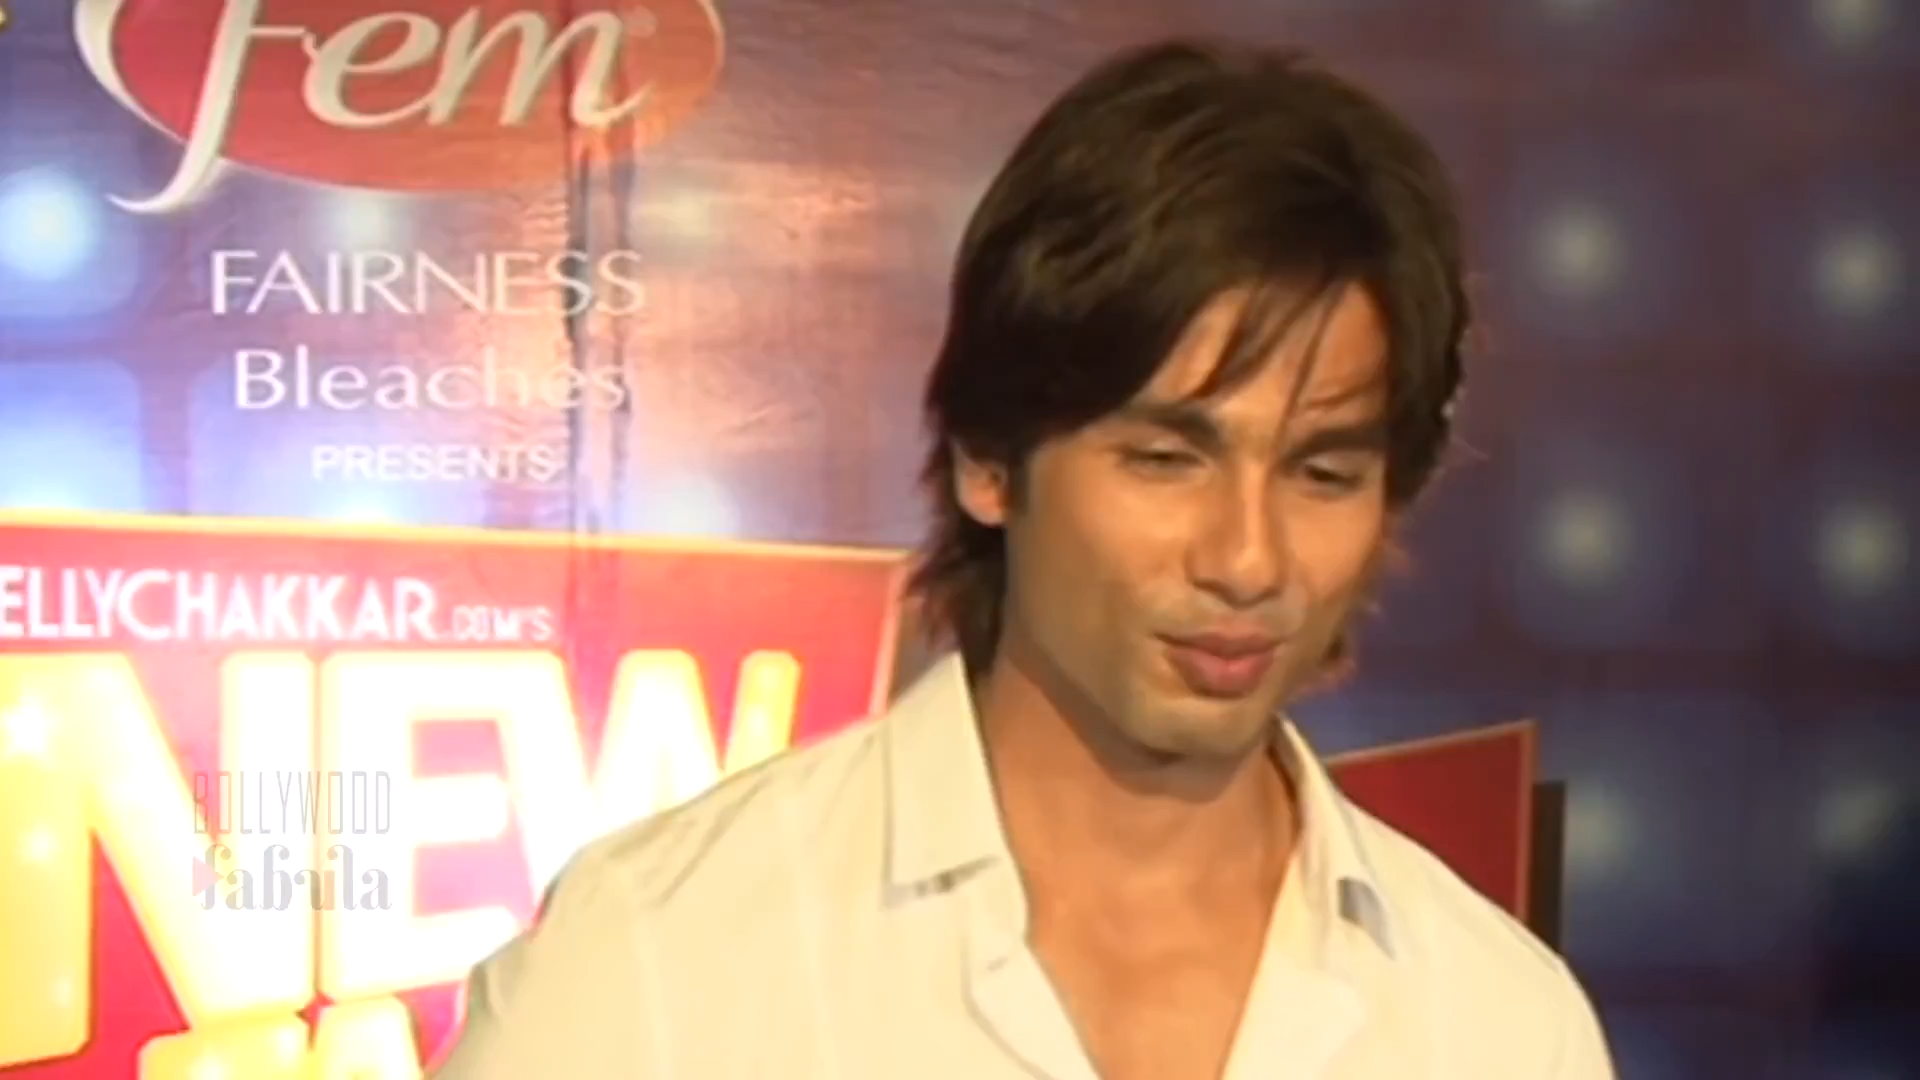 Fem
FAIRNESS
Bleaches
PRESENTS
ELLYCHAKKAR.COM'S
NEW
BOLLYWOOD
fabula